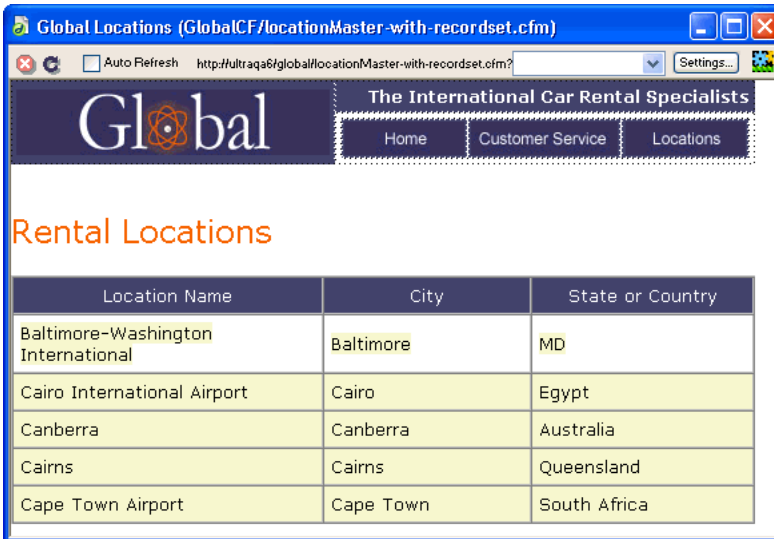 Global Locations (GlobalCF/locationMaster-with-recordset.cfm)
Auto Refresh http://ultraqa6/global/locationMaster-with-recordset.cfm? Settings...
Global
The International Car Rental Specialists
Home Customer Service Locations
Rental Locations
Location Name City State or Country
Baltimore-Washington
International Baltimore MD
Cairo International Airport Cairo Egypt
Canberra Canberra Australia
Cairns Cairns Queensland
Cape Town Airport Cape Town South Africa